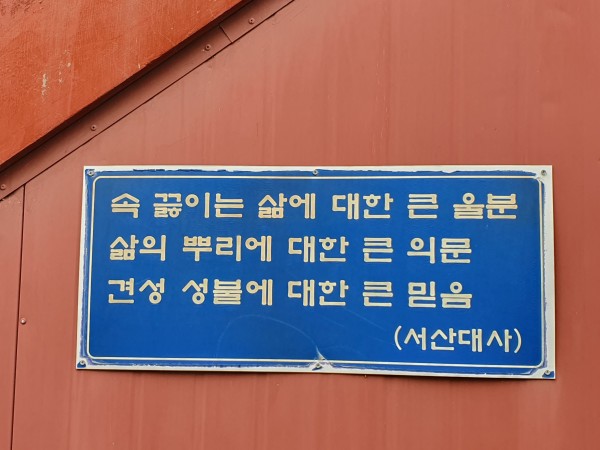 속 끓이는 삶에 대한 큰 울분
삶의 뿌리에 대한 큰 의문
견성 성불에 대한 큰 믿음
(서산대사)